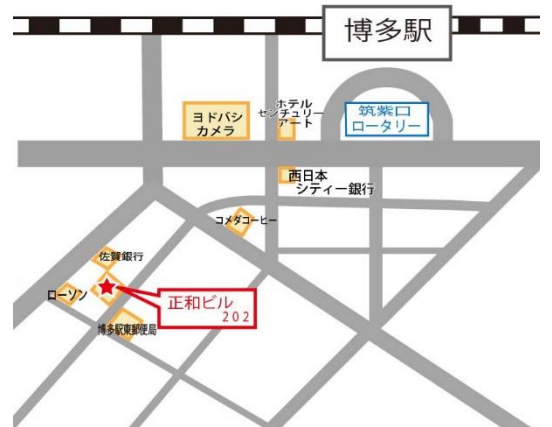 博多駅
ヨドバシ
カメラ
ホテル
センチュリー
アート
筑紫口
ロータリー
西日本
シティー銀行
コメダコーヒー
佐賀銀行
ローソン
正和ビル
202
博多駅東郵便局